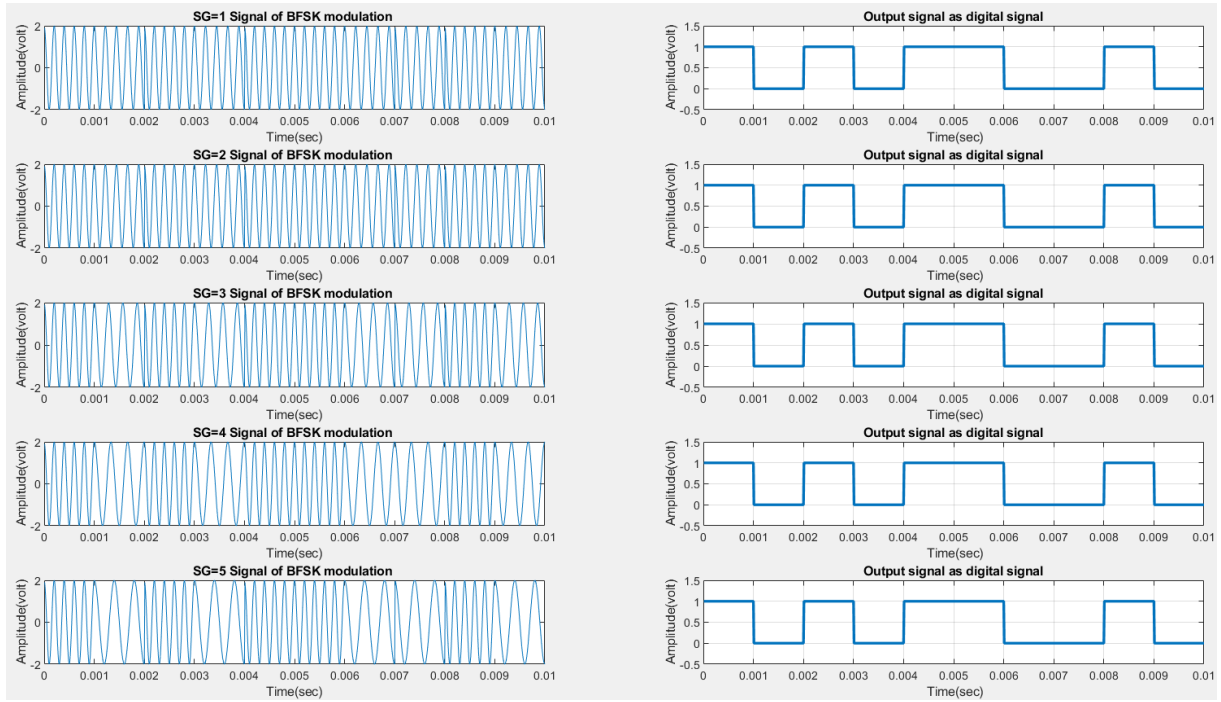 SG=1 Signal of BFSK modulation
2
0
-2
Amplitude(volt)
0 0.001 0.002 0.003 0.004 0.005 0.006 0.007 0.008 0.009 0.01
Time(sec)
Output signal as digital signal
1.5
1
0.5
0
-0.5
Amplitude(volt)
0 0.001 0.002 0.003 0.004 0.005 0.006 0.007 0.008 0.009 0.01
Time(sec)
SG=2 Signal of BFSK modulation
2
0
-2
Amplitude(volt)
0 0.001 0.002 0.003 0.004 0.005 0.006 0.007 0.008 0.009 0.01
Time(sec)
Output signal as digital signal
1.5
1
0.5
0
-0.5
Amplitude(volt)
0 0.001 0.002 0.003 0.004 0.005 0.006 0.007 0.008 0.009 0.01
Time(sec)
SG=3 Signal of BFSK modulation
2
0
-2
Amplitude(volt)
0 0.001 0.002 0.003 0.004 0.005 0.006 0.007 0.008 0.009 0.01
Time(sec)
Output signal as digital signal
1.5
1
0.5
0
-0.5
Amplitude(volt)
0 0.001 0.002 0.003 0.004 0.005 0.006 0.007 0.008 0.009 0.01
Time(sec)
SG=4 Signal of BFSK modulation
2
0
-2
Amplitude(volt)
0 0.001 0.002 0.003 0.004 0.005 0.006 0.007 0.008 0.009 0.01
Time(sec)
Output signal as digital signal
1.5
1
0.5
0
-0.5
Amplitude(volt)
0 0.001 0.002 0.003 0.004 0.005 0.006 0.007 0.008 0.009 0.01
Time(sec)
SG=5 Signal of BFSK modulation
2
0
-2
Amplitude(volt)
0 0.001 0.002 0.003 0.004 0.005 0.006 0.007 0.008 0.009 0.01
Time(sec)
Output signal as digital signal
1.5
1
0.5
0
-0.5
Amplitude(volt)
0 0.001 0.002 0.003 0.004 0.005 0.006 0.007 0.008 0.009 0.01
Time(sec)